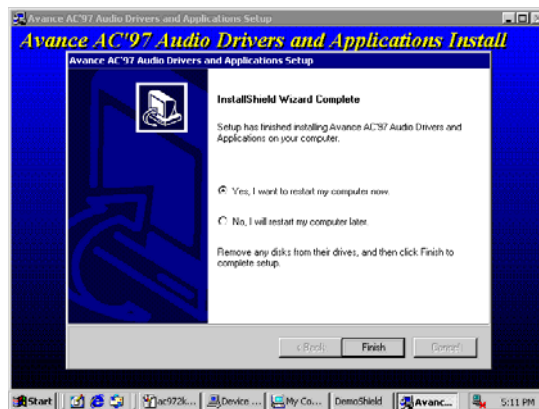 Avance AC'97 Audio Drivers and Applications Setup
Avance AC'97 Audio Drivers and Applications Install
Avance AC'97 Audio Drivers and Applications Setup
InstallShield Wizard Complete
Setup has finished installing Avance AC'97 Audio Drivers and
Applications on your computer.
Yes, I want to restart my computer now.
No, I will restart my computer later.
Remove any disks from their drives, and then click Finish to
complete setup.
< Back Finish Cancel
Start ac972k... Device ... My Co... DemoShield Avanc... 5:11 PM